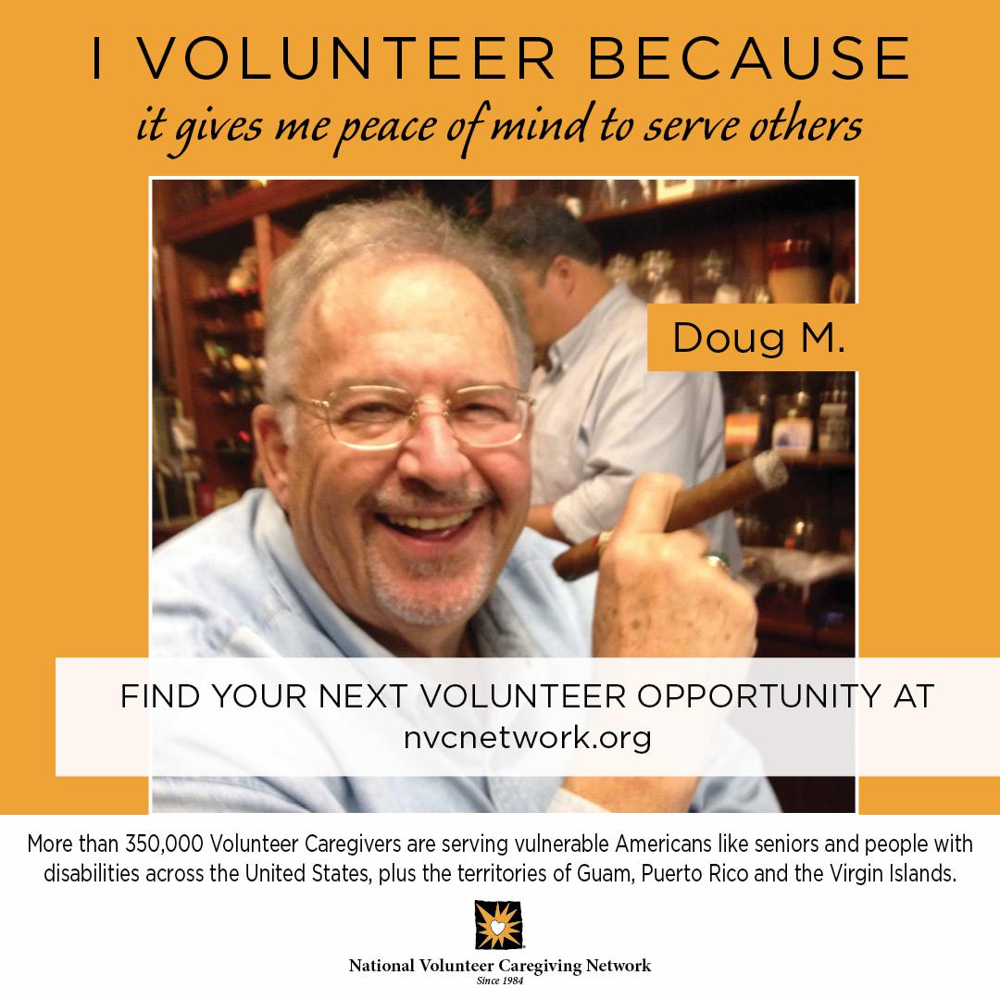 I VOLUNTEER BECAUSE
it gives me peace of mind to serve others
Doug M.
FIND YOUR NEXT VOLUNTEER OPPORTUNITY AT
nvcnetwork.org
More than 350,000 Volunteer Caregivers are serving vulnerable Americans like seniors and people with
disabilities across the United States, plus the territories of Guam, Puerto Rico and the Virgin Islands.
National Volunteer Caregiving Network
Since 1984